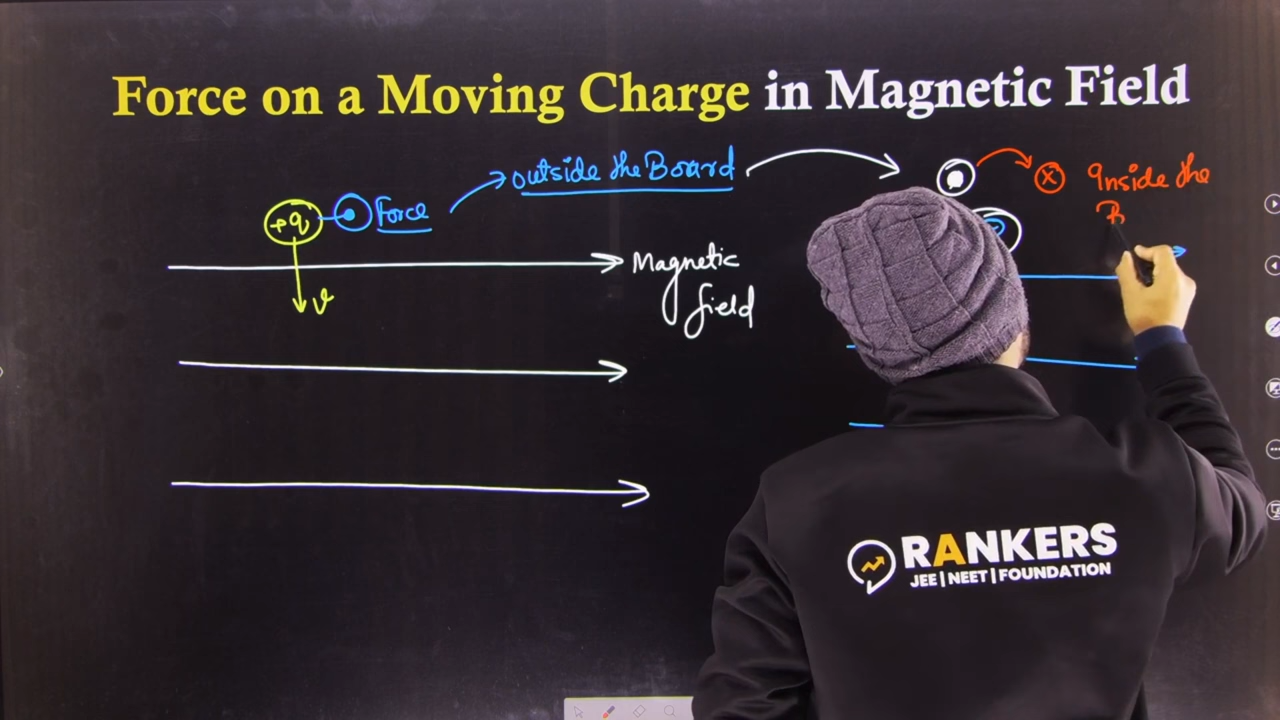 Force on a Moving Charge in Magnetic Field
outside the Board
Inside the
B
+q
Force
v
Magnetic
field
RANKERS
JEE | NEET | FOUNDATION